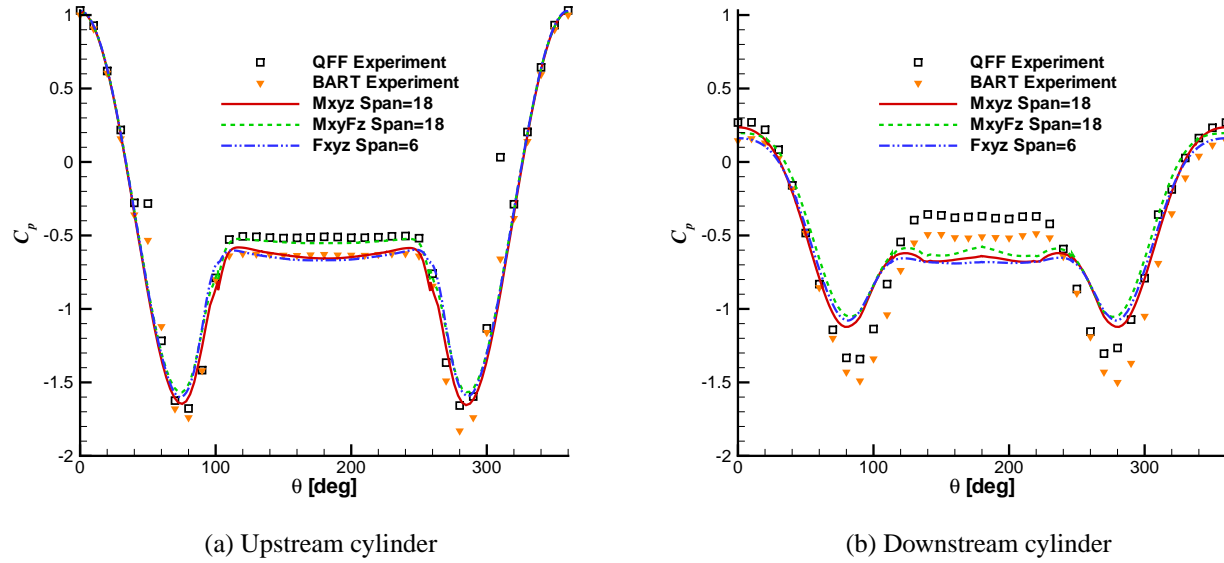 QFF Experiment
BART Experiment
Mxyz Span=18
MxyFz Span=18
Fxyz Span=6
1
0.5
0
-0.5
-1
-1.5
-2
Cp
0
100
200
300
θ [deg]
(a) Upstream cylinder
QFF Experiment
BART Experiment
Mxyz Span=18
MxyFz Span=18
Fxyz Span=6
1
0.5
0
-0.5
-1
-1.5
-2
Cp
0
100
200
300
θ [deg]
(b) Downstream cylinder